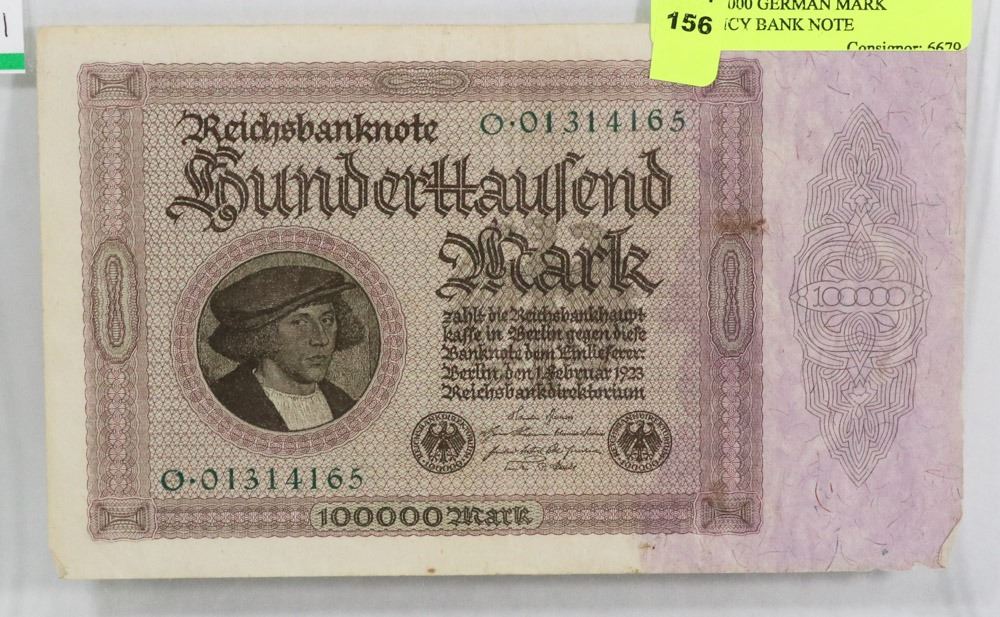 1
156
000 GERMAN MARK
CY BANK NOTE
Consignor: 6679
Reichsbanknote
O·01314165
Hunderttausend
Mark
zahlt die Reichsbankhaupt
kasse in Berlin gegen diese
Banknote dem Einlieferer.
Berlin, den 1. Februar 1923
Reichsbankdirektorium
100000
O·01314165
100000 Mark